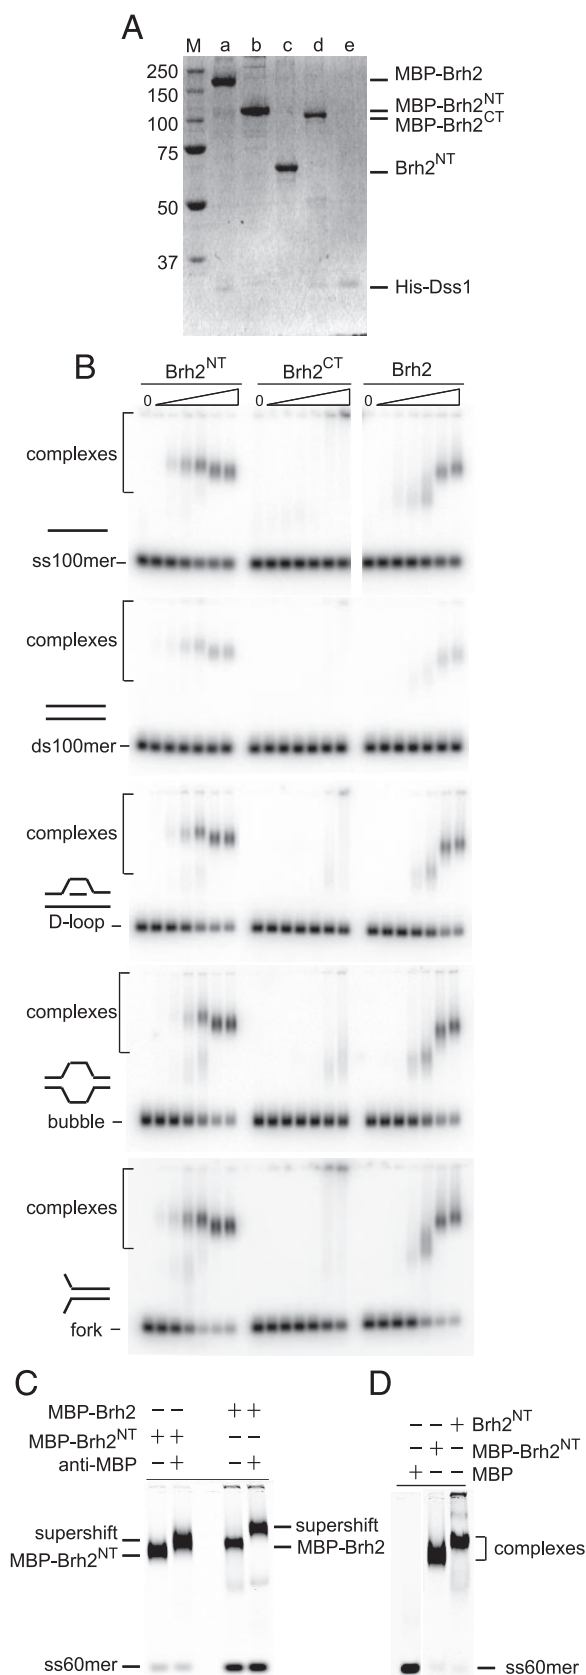 A
M a b c d e
250
150
100
75
50
37
MBP-Brh2
MBP-Brh2NT
MBP-Brh2CT
Brh2NT
His-Dss1
B
Brh2NT Brh2CT Brh2
0 0 0
complexes
ss100mer
complexes
ds100mer
complexes
D-loop
complexes
bubble
complexes
fork
C
MBP-Brh2 – – + +
MBP-Brh2NT + + – –
anti-MBP – + – +
supershift
MBP-Brh2NT
supershift
MBP-Brh2
ss60mer
D
– – + Brh2NT
– + – MBP-Brh2NT
+ – – MBP
complexes
ss60mer